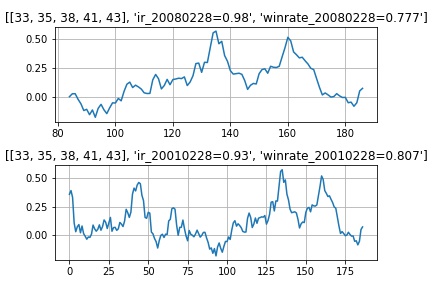 [[33, 35, 38, 41, 43], 'ir_20080228=0.98', 'winrate_20080228=0.777']
0.50
0.25
0.00
80 100 120 140 160 180
[[33, 35, 38, 41, 43], 'ir_20010228=0.93', 'winrate_20010228=0.807']
0.50
0.25
0.00
0 25 50 75 100 125 150 175